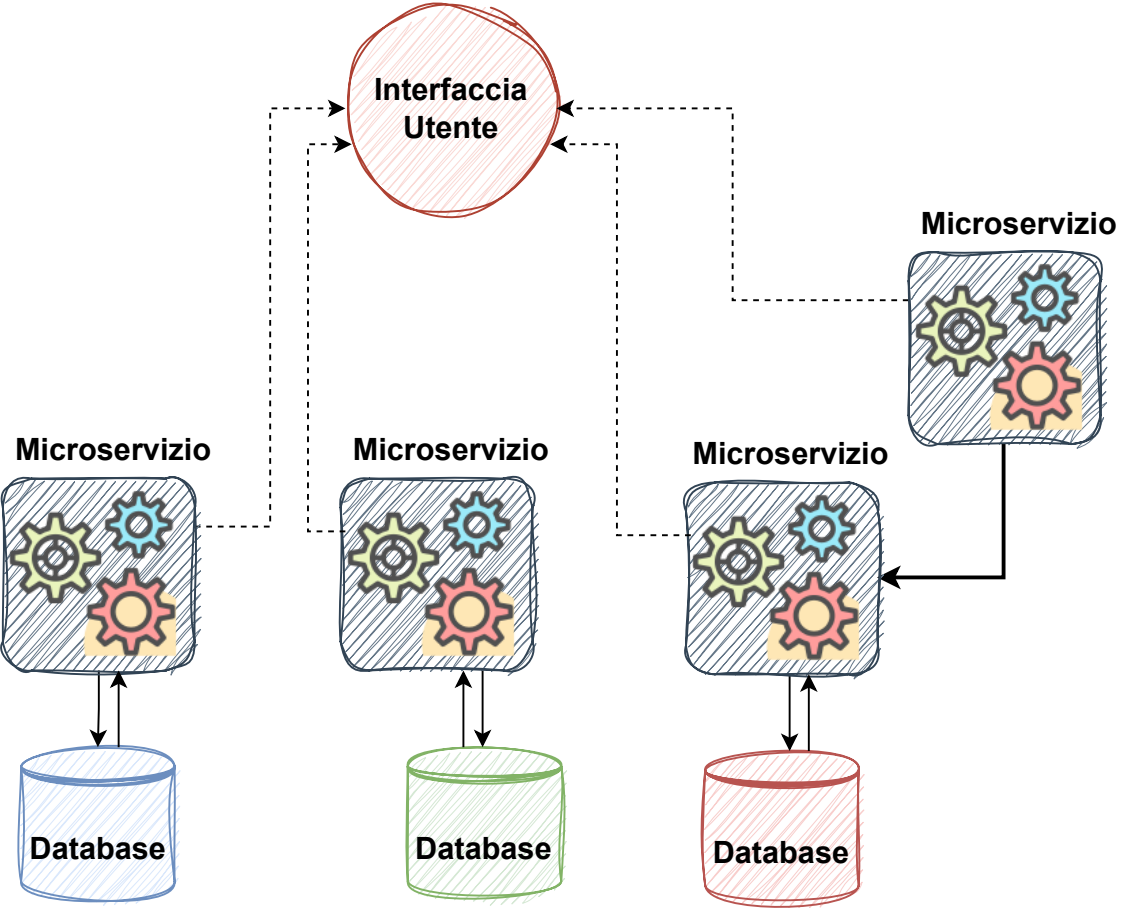 Interfaccia
Utente
Microservizio
Microservizio
Microservizio
Microservizio
Database
Database
Database